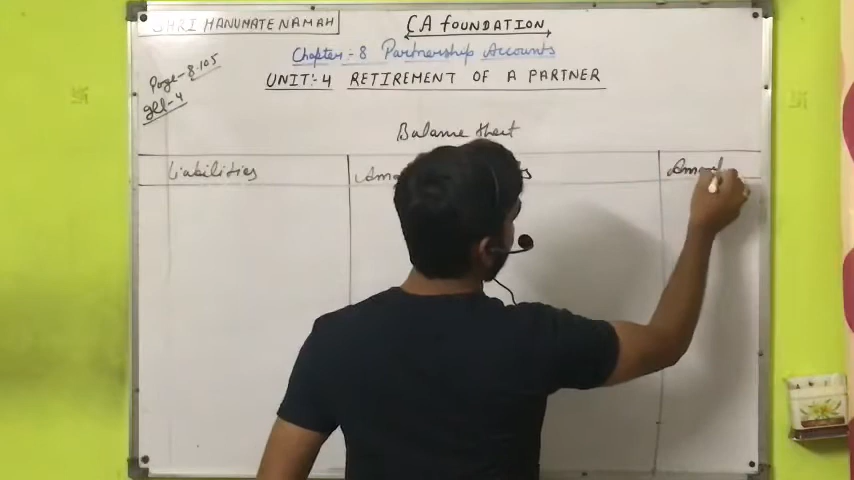 SHRI HANUMATE NAMAH
CA FOUNDATION
Chapter:- 8 Partnership Accounts
Page-8.105
UNIT:-4 RETIREMENT OF A PARTNER
Ill-4
Balance Sheet
Liabilities